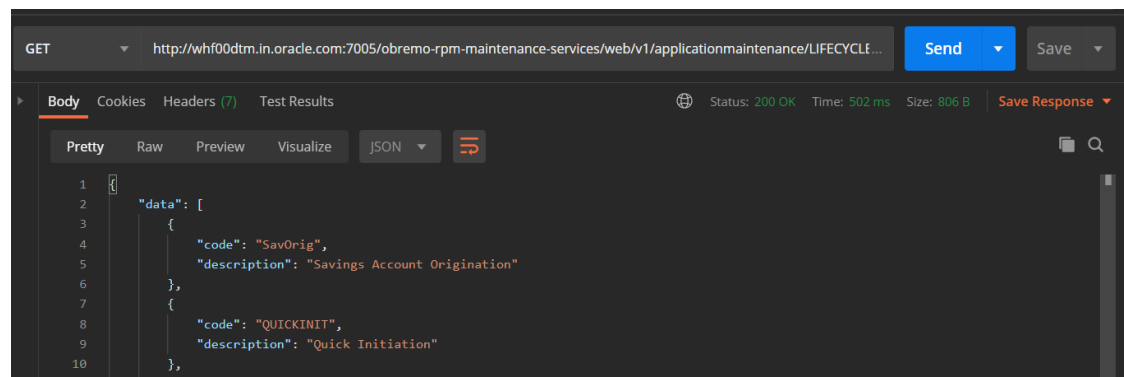 GET http://whf00dtm.in.oracle.com:7005/obremo-rpm-maintenance-services/web/v1/applicationmaintenance/LIFECYCLE... Send Save
Body Cookies Headers (7) Test Results Status: 200 OK Time: 502 ms Size: 806 B Save Response
Pretty Raw Preview Visualize JSON
1 {
2 "data": [
3 {
4 "code": "SavOrig",
5 "description": "Savings Account Origination"
6 },
7 {
8 "code": "QUICKINIT",
9 "description": "Quick Initiation"
10 },